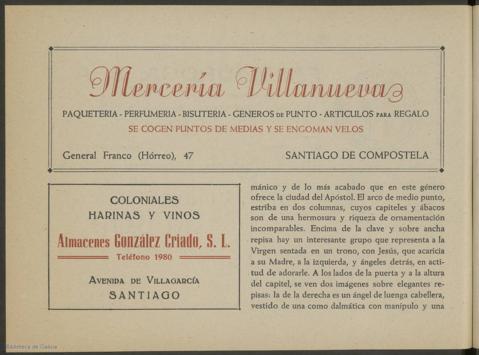 Mercería Villanueva
PAQUETERIA - PERFUMERIA - BISUTERIA - GENEROS DE PUNTO - ARTICULOS PARA REGALO
SE COGEN PUNTOS DE MEDIAS Y SE ENGOMAN VELOS
General Franco (Hórreo), 47 SANTIAGO DE COMPOSTELA
COLONIALES
HARINAS Y VINOS
Almacenes González Criado, S. L.
Teléfono 1980
AVENIDA DE VILLAGARCÍA
SANTIAGO
mánico y de lo más acabado que en este género
ofrece la ciudad del Apóstol. El arco de medio punto,
estriba en dos columnas, cuyos capiteles y ábacos
son de una hermosura y riqueza de ornamentación
incomparables. Encima de la clave y sobre ancha
repisa hay un interesante grupo que representa a la
Virgen sentada en un trono, con Jesús, que acaricia
a su Madre, a la izquierda, y ángeles detrás, en acti-
tud de adorarle. A los lados de la puerta y a la altura
del capitel, se ven dos imágenes sobre elegantes re-
pisas: la de la derecha es un ángel de luenga cabellera,
vestido de una como dalmática con manípulo y una
Biblioteca de Galicia